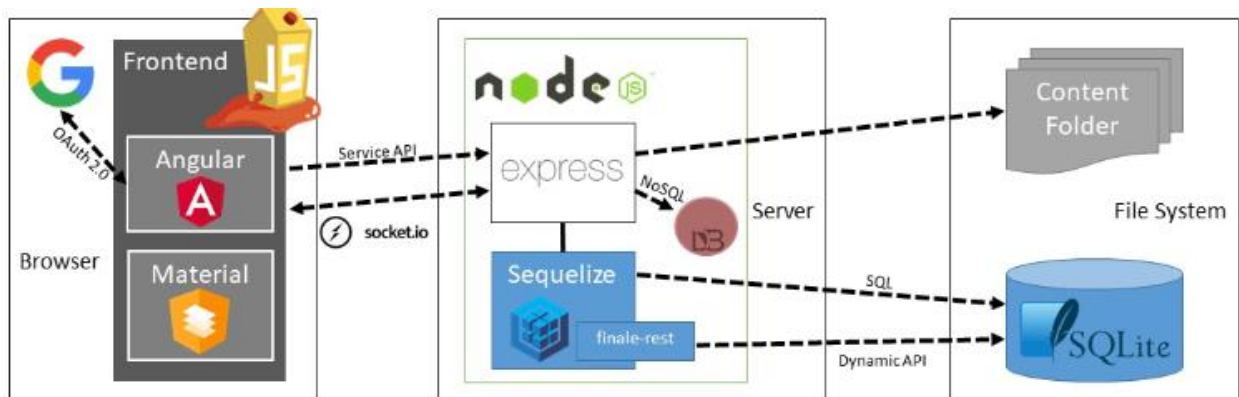 Frontend
JS
OAuth 2.0
Angular
A
Material
Browser
Service API
socket.io
node
JS
express
NoSQL
DB
Server
Sequelize
finale-rest
SQL
Dynamic API
Content
Folder
File System
SQLite